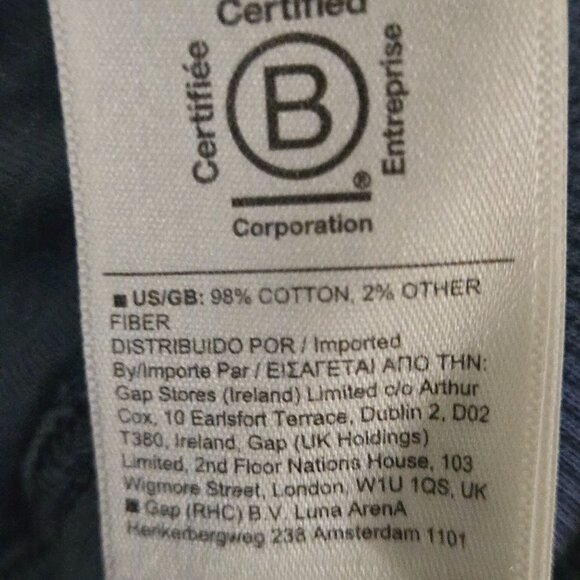 Certified
Certifiée
B
Entreprise
®
Corporation
■ US/GB: 98% COTTON, 2% OTHER
FIBER
DISTRIBUIDO POR / Imported
By/Importe Par / ΕΙΣΑΓΕΤΑΙ ΑΠΟ ΤΗΝ:
Gap Stores (Ireland) Limited c/o Arthur
Cox, 10 Earlsfort Terrace, Dublin 2, D02
T380, Ireland, Gap (UK Holdings)
Limited, 2nd Floor Nations House, 103
Wigmore Street, London, W1U 1QS, UK
■ Gap (RHC) B.V. Luna ArenA
Herikerbergweg 238 Amsterdam 1101